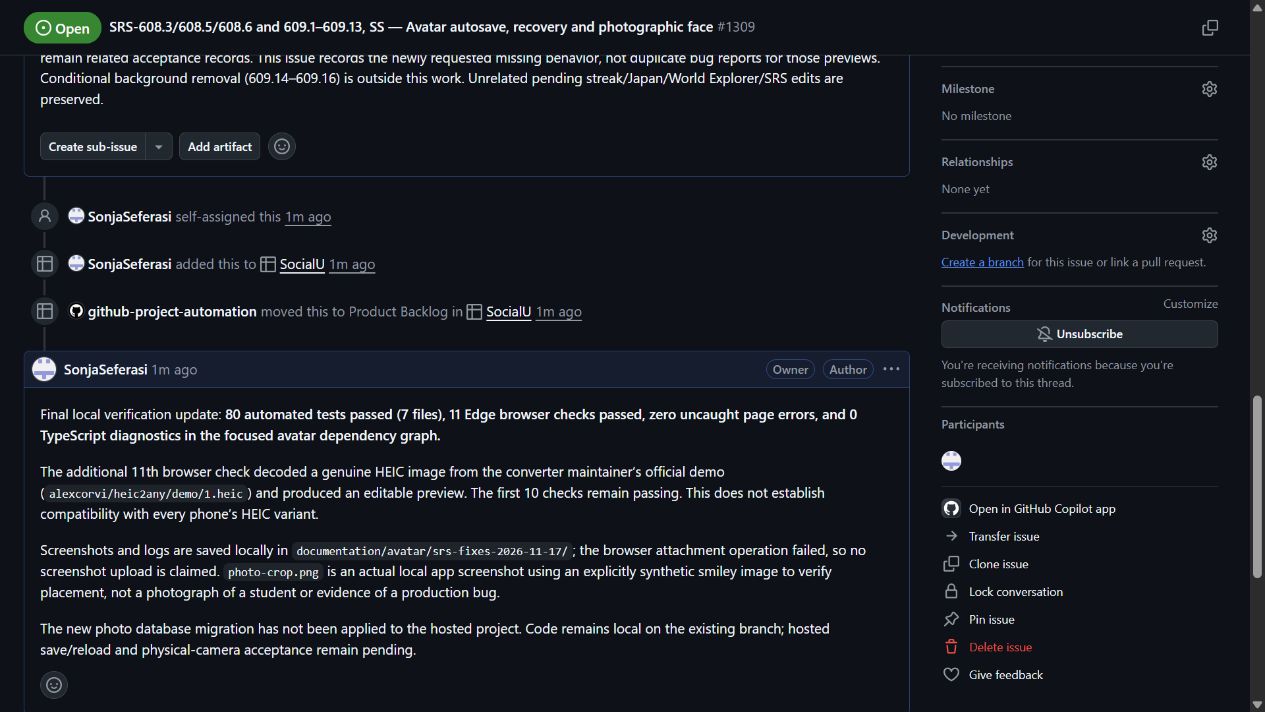 Open SRS-608.3/608.5/608.6 and 609.1–609.13, SS — Avatar autosave, recovery and photographic face #1309
remain related acceptance records. This issue records the newly requested missing behavior, not duplicate bug reports for those previews.
Conditional background removal (609.14–609.16) is outside this work. Unrelated pending streak/Japan/World Explorer/SRS edits are
preserved.
Create sub-issue
Add artifact
SonjaSeferasi self-assigned this 1m ago
SonjaSeferasi added this to SocialU 1m ago
github-project-automation moved this to Product Backlog in SocialU 1m ago
SonjaSeferasi 1m ago
Owner
Author
Final local verification update: 80 automated tests passed (7 files), 11 Edge browser checks passed, zero uncaught page errors, and 0
TypeScript diagnostics in the focused avatar dependency graph.
The additional 11th browser check decoded a genuine HEIC image from the converter maintainer's official demo
(alexcorvi/heic2any/demo/1.heic) and produced an editable preview. The first 10 checks remain passing. This does not establish
compatibility with every phone's HEIC variant.
Screenshots and logs are saved locally in documentation/avatar/srs-fixes-2026-11-17/; the browser attachment operation failed, so no
screenshot upload is claimed. photo-crop.png is an actual local app screenshot using an explicitly synthetic smiley image to verify
placement, not a photograph of a student or evidence of a production bug.
The new photo database migration has not been applied to the hosted project. Code remains local on the existing branch; hosted
save/reload and physical-camera acceptance remain pending.
Milestone
No milestone
Relationships
None yet
Development
Create a branch for this issue or link a pull request.
Notifications
Customize
Unsubscribe
You're receiving notifications because you're
subscribed to this thread.
Participants
Open in GitHub Copilot app
Transfer issue
Clone issue
Lock conversation
Pin issue
Delete issue
Give feedback